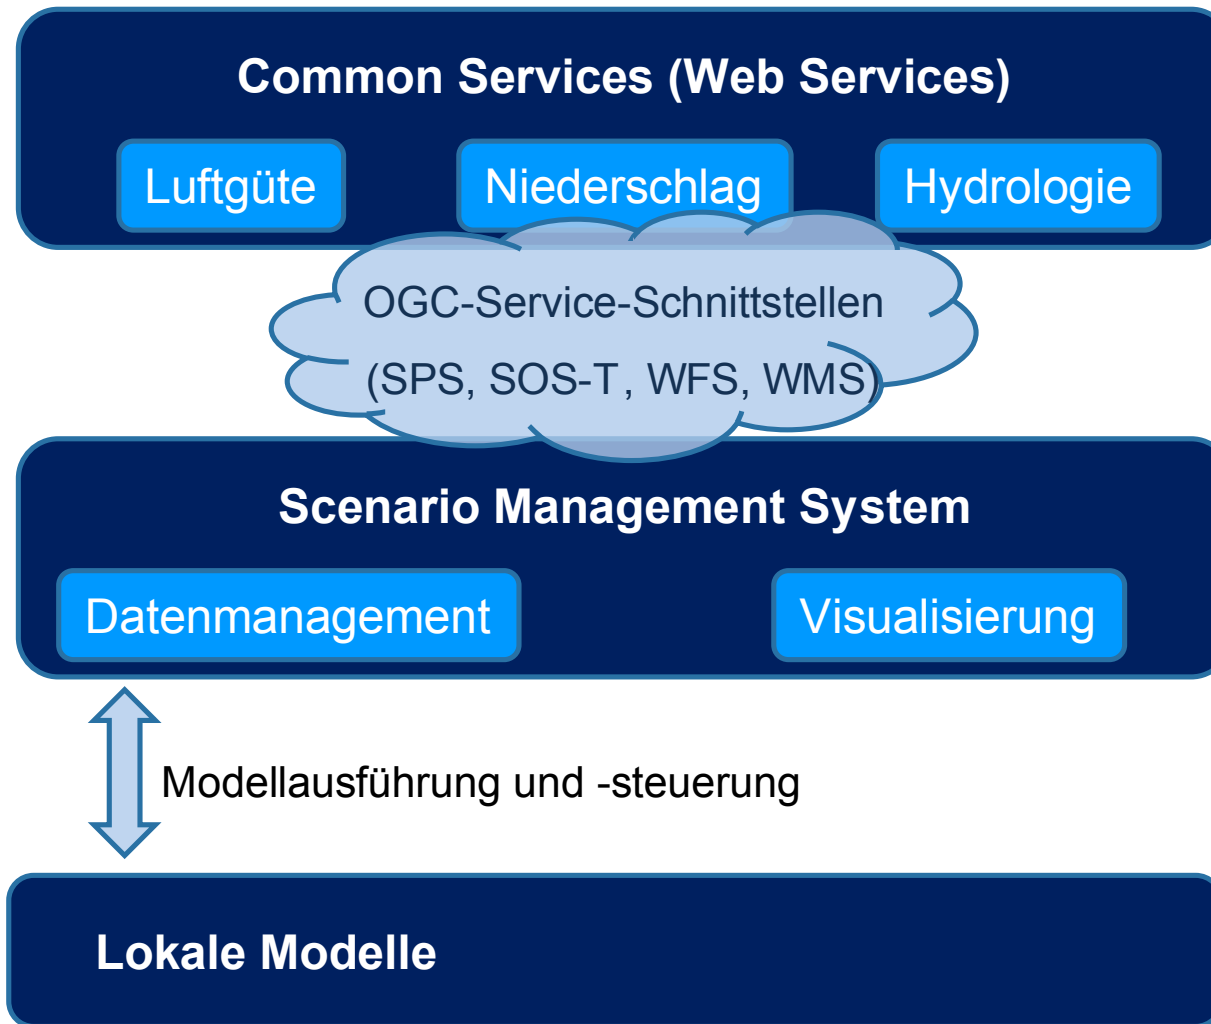 Common Services (Web Services)
Luftgüte Niederschlag Hydrologie
OGC-Service-Schnittstellen
(SPS, SOS-T, WFS, WMS)
Scenario Management System
Datenmanagement Visualisierung
Modellausführung und -steuerung
Lokale Modelle